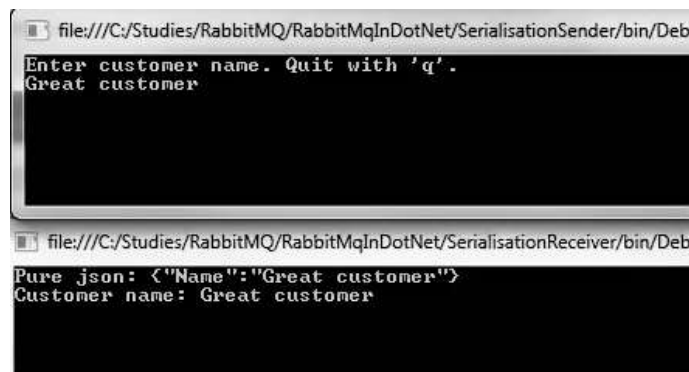 file:///C:/Studies/RabbitMQ/RabbitMqInDotNet/SerialisationSender/bin/Deb
Enter customer name. Quit with 'q'.
Great customer
file:///C:/Studies/RabbitMQ/RabbitMqInDotNet/SerialisationReceiver/bin/Deb
Pure json: {"Name":"Great customer"}
Customer name: Great customer